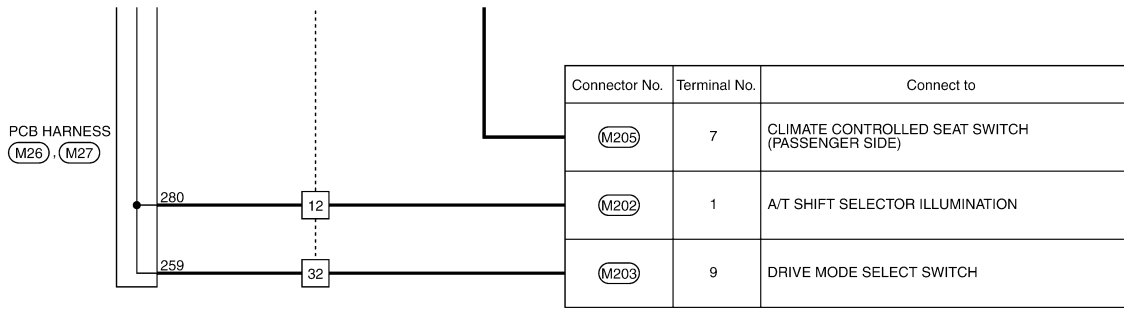 Connector No. Terminal No. Connect to
PCB HARNESS
M26 , M27
M205 7 CLIMATE CONTROLLED SEAT SWITCH
(PASSENGER SIDE)
280 12 M202 1 A/T SHIFT SELECTOR ILLUMINATION
259 32 M203 9 DRIVE MODE SELECT SWITCH